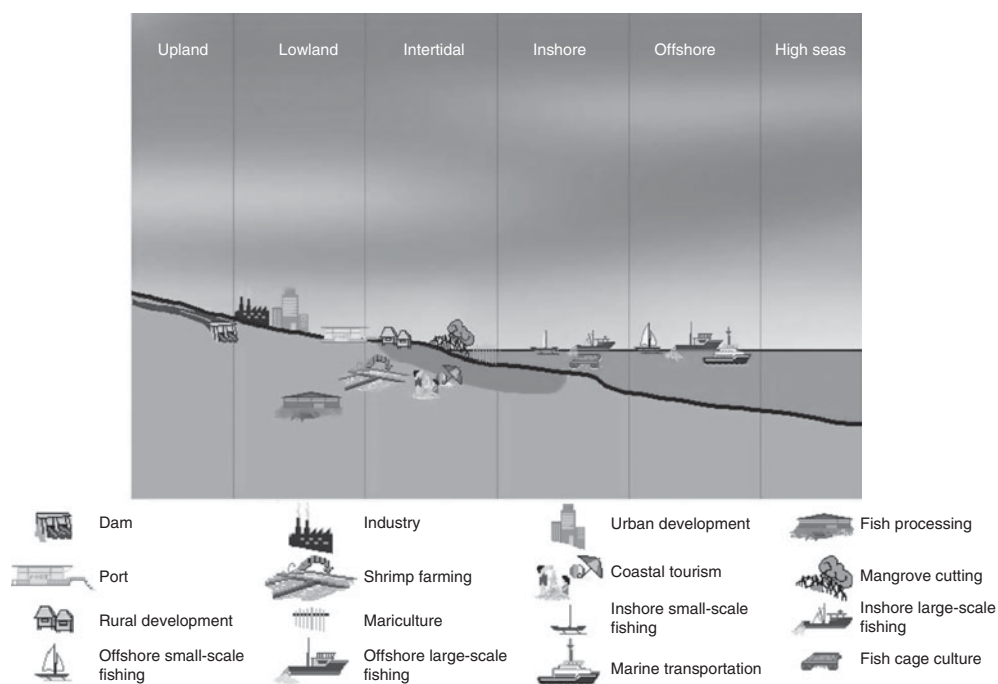 Upland Lowland Intertidal Inshore Offshore High seas
Dam Industry Urban development Fish processing
Port Shrimp farming Coastal tourism Mangrove cutting
Rural development Mariculture Inshore small-scale fishing Inshore large-scale fishing
Offshore small-scale fishing Offshore large-scale fishing Marine transportation Fish cage culture